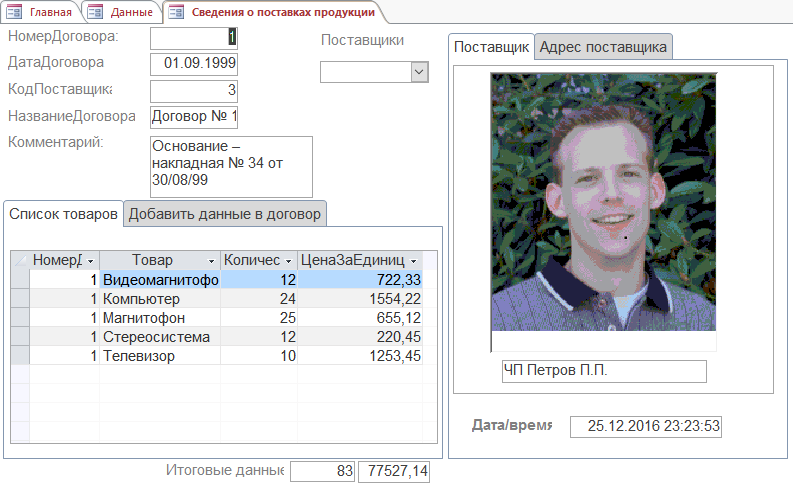 Главная Данные Сведения о поставках продукции
НомерДоговора: 1
ДатаДоговора 01.09.1999
КодПоставщика 3
НазваниеДоговора Договор № 1
Комментарий: Основание –
накладная № 34 от
30/08/99
Поставщики
Поставщик Адрес поставщика
ЧП Петров П.П.
Дата/время 25.12.2016 23:23:53
Список товаров Добавить данные в договор
НомерД Товар Количес ЦенаЗаЕдиниц
1 Видеомагнитофо 12 722,33
1 Компьютер 24 1554,22
1 Магнитофон 25 655,12
1 Стереосистема 12 220,45
1 Телевизор 10 1253,45
Итоговые данные 83 77527,14